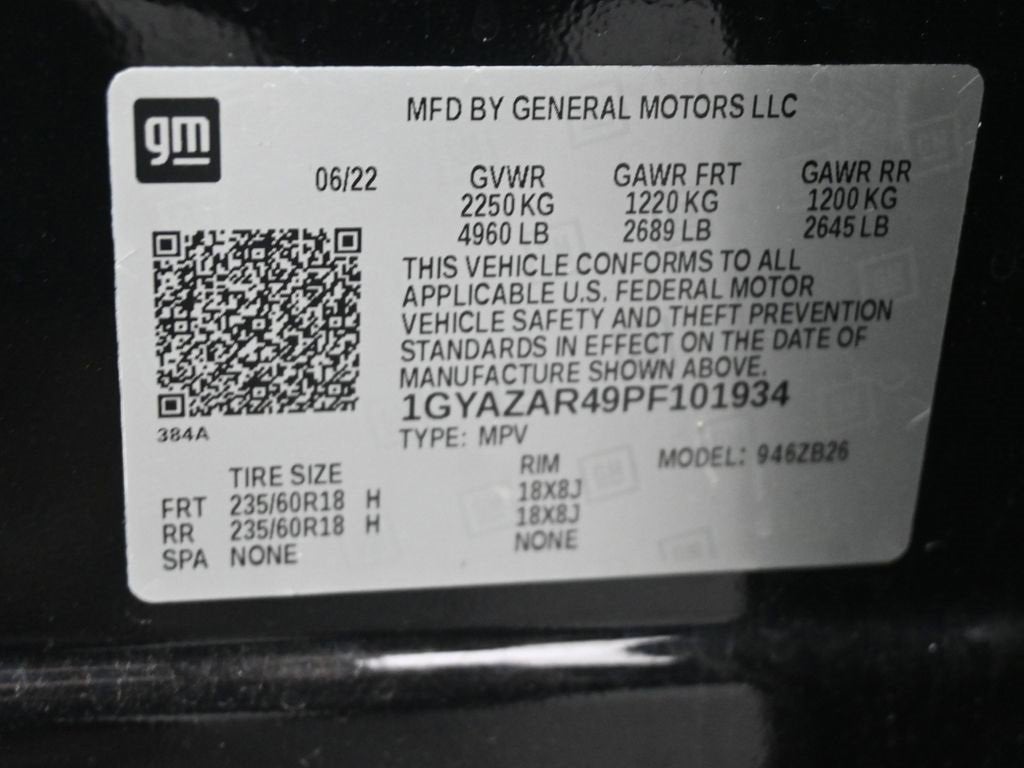 gm
MFD BY GENERAL MOTORS LLC
06/22 GVWR GAWR FRT GAWR RR
2250 KG 1220 KG 1200 KG
4960 LB 2689 LB 2645 LB
THIS VEHICLE CONFORMS TO ALL
APPLICABLE U.S. FEDERAL MOTOR
VEHICLE SAFETY AND THEFT PREVENTION
STANDARDS IN EFFECT ON THE DATE OF
MANUFACTURE SHOWN ABOVE.
1GYAZAR49PF101934
384A
TYPE: MPV
MODEL: 946ZB26
TIRE SIZE RIM
FRT 235/60R18 H 18X8J
RR 235/60R18 H 18X8J
SPA NONE NONE